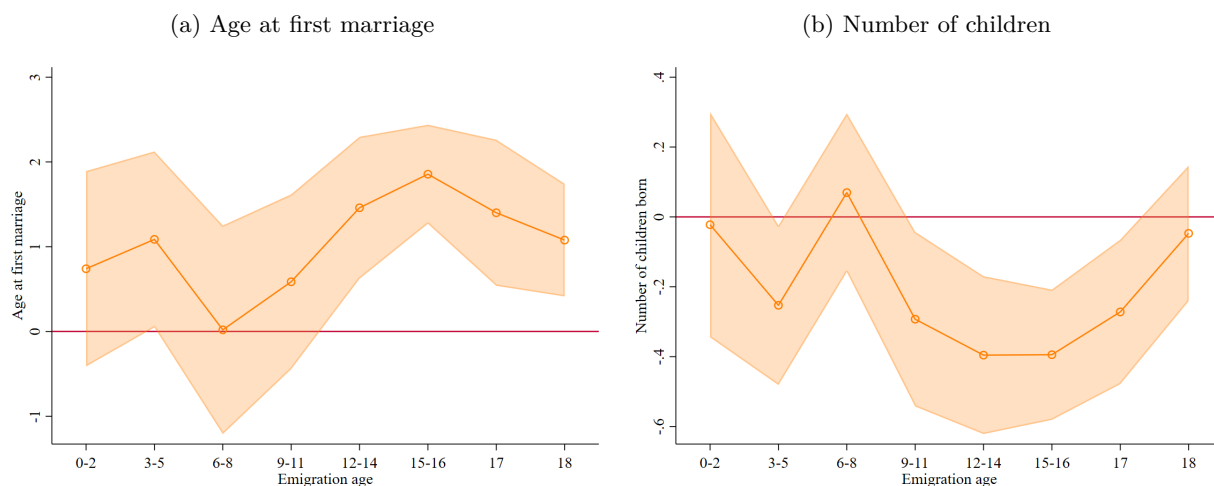 (a) Age at first marriage
3
2
1
0
-1
Age at first marriage
0-2 3-5 6-8 9-11 12-14 15-16 17 18
Emigration age
(b) Number of children
.4
.2
0
-.2
-.4
-.6
Number of children born
0-2 3-5 6-8 9-11 12-14 15-16 17 18
Emigration age